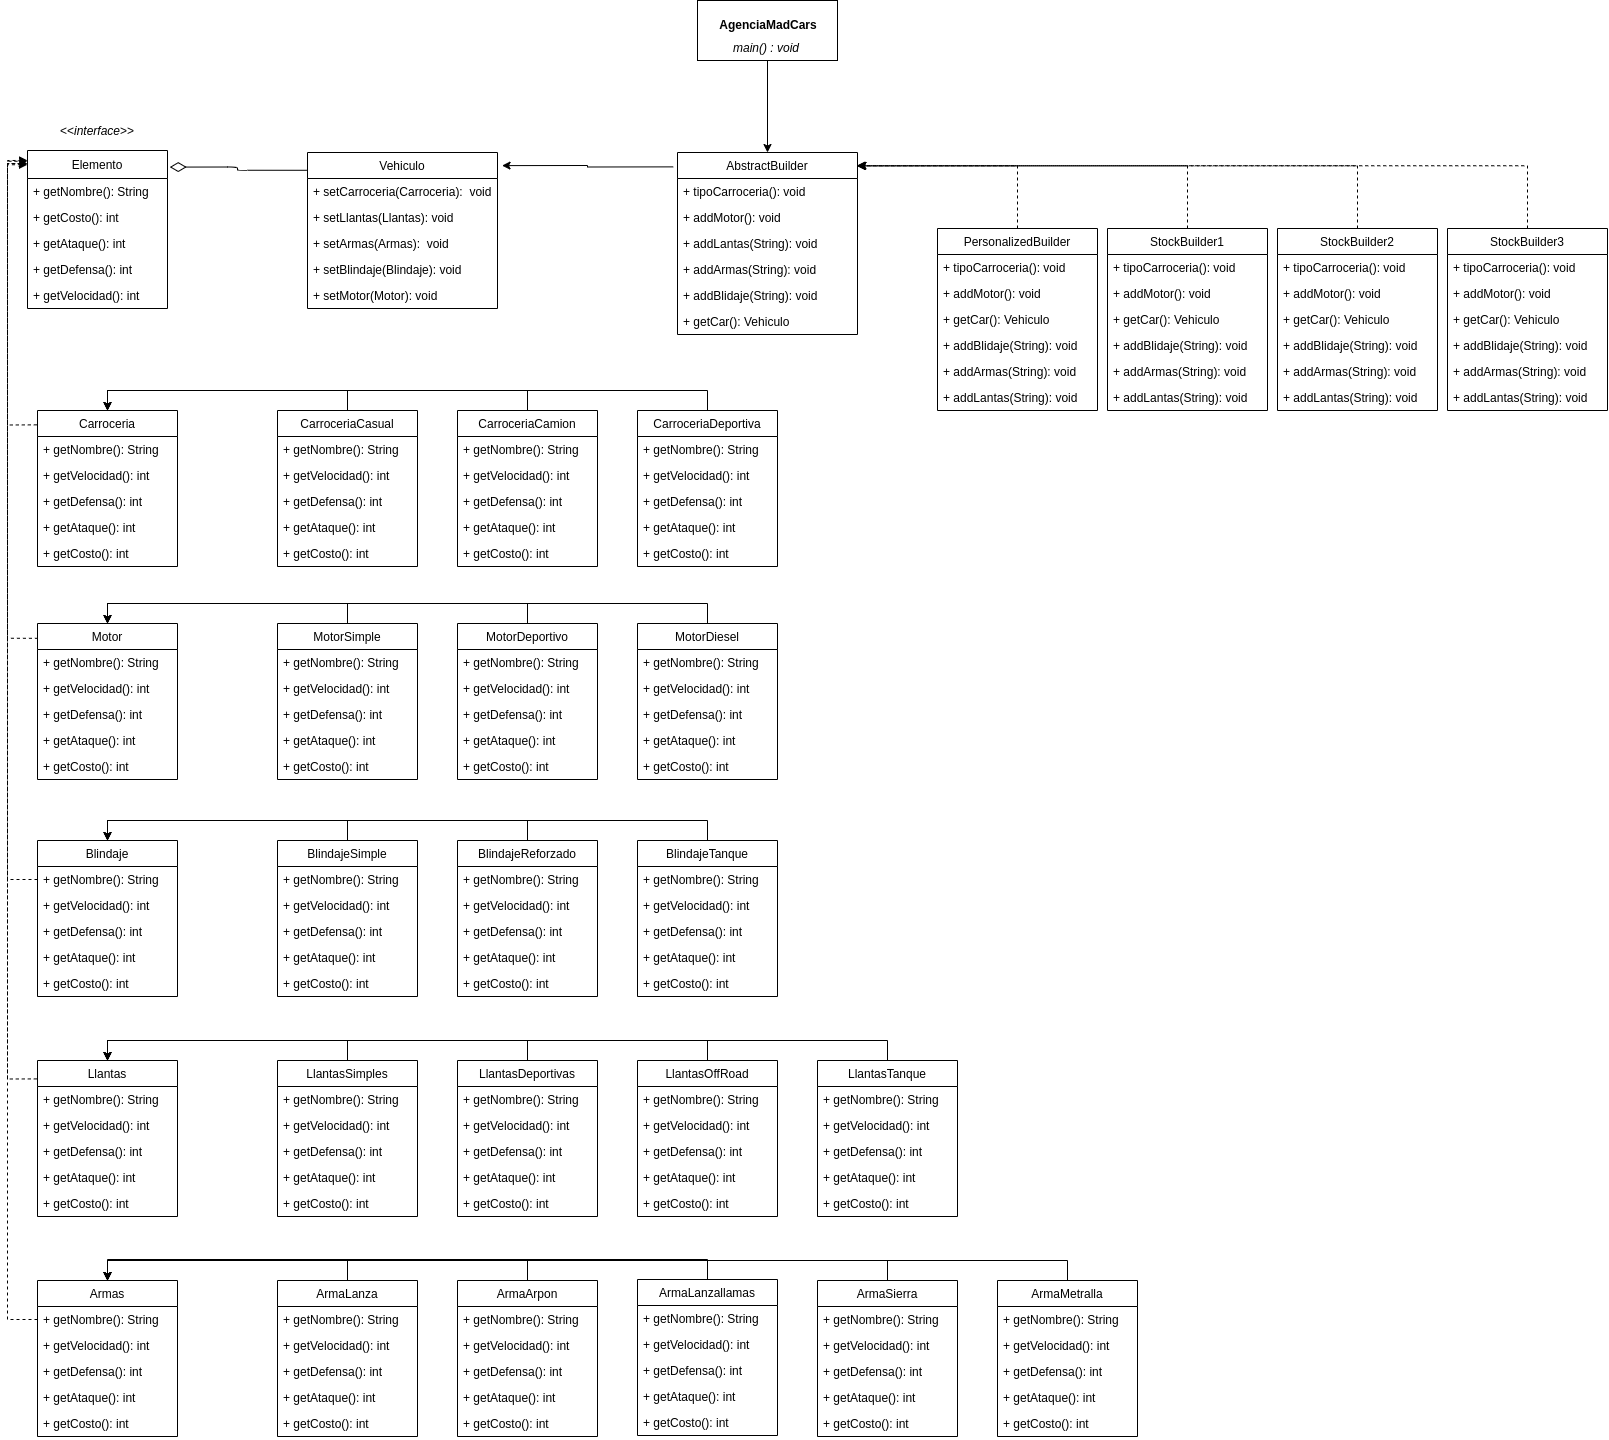 AgenciaMadCars
main() : void
<<interface>>
Elemento
+ getNombre(): String
+ getCosto(): int
+ getAtaque(): int
+ getDefensa(): int
+ getVelocidad(): int
Vehiculo
+ setCarroceria(Carroceria):  void
+ setLlantas(Llantas): void
+ setArmas(Armas):  void
+ setBlindaje(Blindaje): void
+ setMotor(Motor): void
AbstractBuilder
+ tipoCarroceria(): void
+ addMotor(): void
+ addLantas(String): void
+ addArmas(String): void
+ addBlidaje(String): void
+ getCar(): Vehiculo
PersonalizedBuilder
+ tipoCarroceria(): void
+ addMotor(): void
+ getCar(): Vehiculo
+ addBlidaje(String): void
+ addArmas(String): void
+ addLantas(String): void
StockBuilder1
+ tipoCarroceria(): void
+ addMotor(): void
+ getCar(): Vehiculo
+ addBlidaje(String): void
+ addArmas(String): void
+ addLantas(String): void
StockBuilder2
+ tipoCarroceria(): void
+ addMotor(): void
+ getCar(): Vehiculo
+ addBlidaje(String): void
+ addArmas(String): void
+ addLantas(String): void
StockBuilder3
+ tipoCarroceria(): void
+ addMotor(): void
+ getCar(): Vehiculo
+ addBlidaje(String): void
+ addArmas(String): void
+ addLantas(String): void
Carroceria
+ getNombre(): String
+ getVelocidad(): int
+ getDefensa(): int
+ getAtaque(): int
+ getCosto(): int
CarroceriaCasual
+ getNombre(): String
+ getVelocidad(): int
+ getDefensa(): int
+ getAtaque(): int
+ getCosto(): int
CarroceriaCamion
+ getNombre(): String
+ getVelocidad(): int
+ getDefensa(): int
+ getAtaque(): int
+ getCosto(): int
CarroceriaDeportiva
+ getNombre(): String
+ getVelocidad(): int
+ getDefensa(): int
+ getAtaque(): int
+ getCosto(): int
Motor
+ getNombre(): String
+ getVelocidad(): int
+ getDefensa(): int
+ getAtaque(): int
+ getCosto(): int
MotorSimple
+ getNombre(): String
+ getVelocidad(): int
+ getDefensa(): int
+ getAtaque(): int
+ getCosto(): int
MotorDeportivo
+ getNombre(): String
+ getVelocidad(): int
+ getDefensa(): int
+ getAtaque(): int
+ getCosto(): int
MotorDiesel
+ getNombre(): String
+ getVelocidad(): int
+ getDefensa(): int
+ getAtaque(): int
+ getCosto(): int
Blindaje
+ getNombre(): String
+ getVelocidad(): int
+ getDefensa(): int
+ getAtaque(): int
+ getCosto(): int
BlindajeSimple
+ getNombre(): String
+ getVelocidad(): int
+ getDefensa(): int
+ getAtaque(): int
+ getCosto(): int
BlindajeReforzado
+ getNombre(): String
+ getVelocidad(): int
+ getDefensa(): int
+ getAtaque(): int
+ getCosto(): int
BlindajeTanque
+ getNombre(): String
+ getVelocidad(): int
+ getDefensa(): int
+ getAtaque(): int
+ getCosto(): int
Llantas
+ getNombre(): String
+ getVelocidad(): int
+ getDefensa(): int
+ getAtaque(): int
+ getCosto(): int
LlantasSimples
+ getNombre(): String
+ getVelocidad(): int
+ getDefensa(): int
+ getAtaque(): int
+ getCosto(): int
LlantasDeportivas
+ getNombre(): String
+ getVelocidad(): int
+ getDefensa(): int
+ getAtaque(): int
+ getCosto(): int
LlantasOffRoad
+ getNombre(): String
+ getVelocidad(): int
+ getDefensa(): int
+ getAtaque(): int
+ getCosto(): int
LlantasTanque
+ getNombre(): String
+ getVelocidad(): int
+ getDefensa(): int
+ getAtaque(): int
+ getCosto(): int
Armas
+ getNombre(): String
+ getVelocidad(): int
+ getDefensa(): int
+ getAtaque(): int
+ getCosto(): int
ArmaLanza
+ getNombre(): String
+ getVelocidad(): int
+ getDefensa(): int
+ getAtaque(): int
+ getCosto(): int
ArmaArpon
+ getNombre(): String
+ getVelocidad(): int
+ getDefensa(): int
+ getAtaque(): int
+ getCosto(): int
ArmaLanzallamas
+ getNombre(): String
+ getVelocidad(): int
+ getDefensa(): int
+ getAtaque(): int
+ getCosto(): int
ArmaSierra
+ getNombre(): String
+ getVelocidad(): int
+ getDefensa(): int
+ getAtaque(): int
+ getCosto(): int
ArmaMetralla
+ getNombre(): String
+ getVelocidad(): int
+ getDefensa(): int
+ getAtaque(): int
+ getCosto(): int